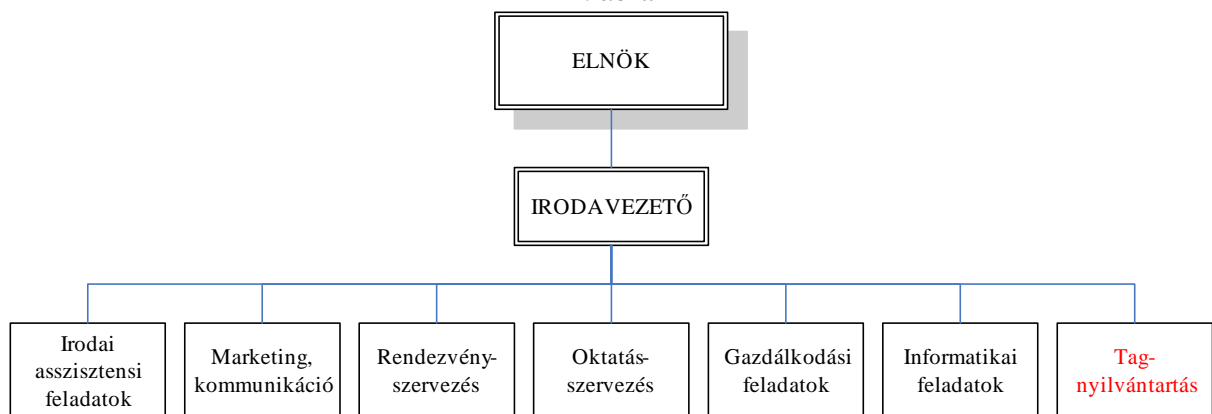 ELNÖK
IRODAVEZETŐ
Irodai
asszisztensi
feladatok
Marketing,
kommunikáció
Rendezvény-
szervezés
Oktatás-
szervezés
Gazdálkodási
feladatok
Informatikai
feladatok
Tag-
nyilvántartás